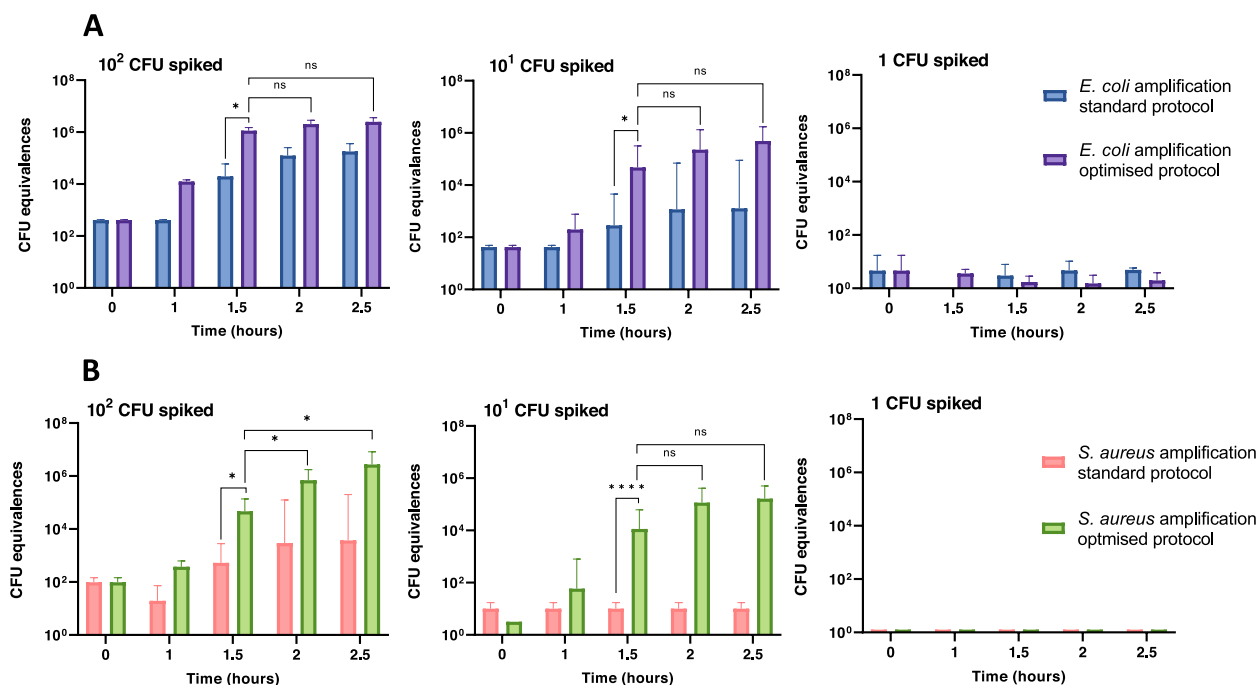 A
10² CFU spiked
CFU equivalences
10⁸
10⁶
10⁴
10²
10⁰
ns
ns
*
0 1 1.5 2 2.5
Time (hours)
10¹ CFU spiked
CFU equivalances
10⁸
10⁶
10⁴
10²
10⁰
ns
ns
*
0 1 1.5 2 2.5
Time (hours)
1 CFU spiked
CFU equivalances
10⁸
10⁶
10⁴
10²
10⁰
0 1.5 1.5 2 2.5
Time (hours)
E. coli amplification
standard protocol
E. coli amplification
optimised protocol
B
10² CFU spiked
CFU equivalences
10⁸
10⁶
10⁴
10²
10⁰
*
*
*
0 1 1.5 2 2.5
Time (hours)
10¹ CFU spiked
CFU equivalences
10⁸
10⁶
10⁴
10²
10⁰
ns
ns
****
0 1 1.5 2 2.5
Time (hours)
1 CFU spiked
CFU equivalences
10⁸
10⁶
10⁴
10²
10⁰
0 1 1.5 2 2.5
Time (hours)
S. aureus amplification
standard protocol
S. aureus amplification
optmised protocol